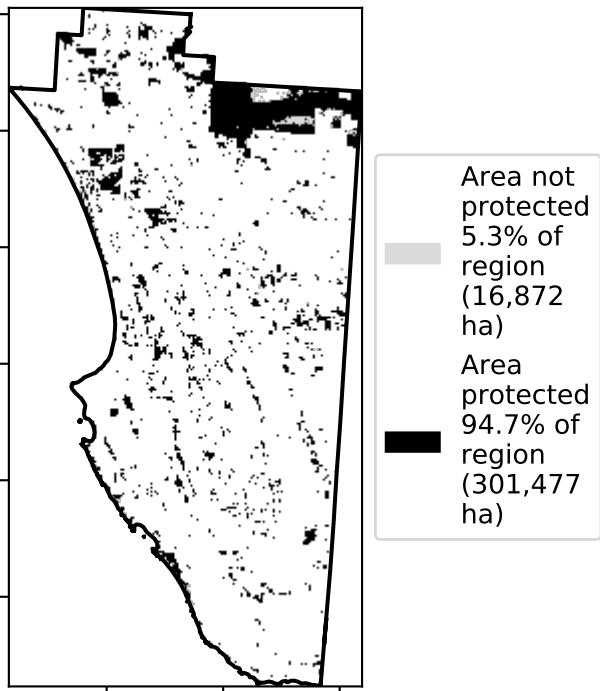 Area not
protected
5.3% of
region
(16,872
ha)
Area
protected
94.7% of
region
(301,477
ha)